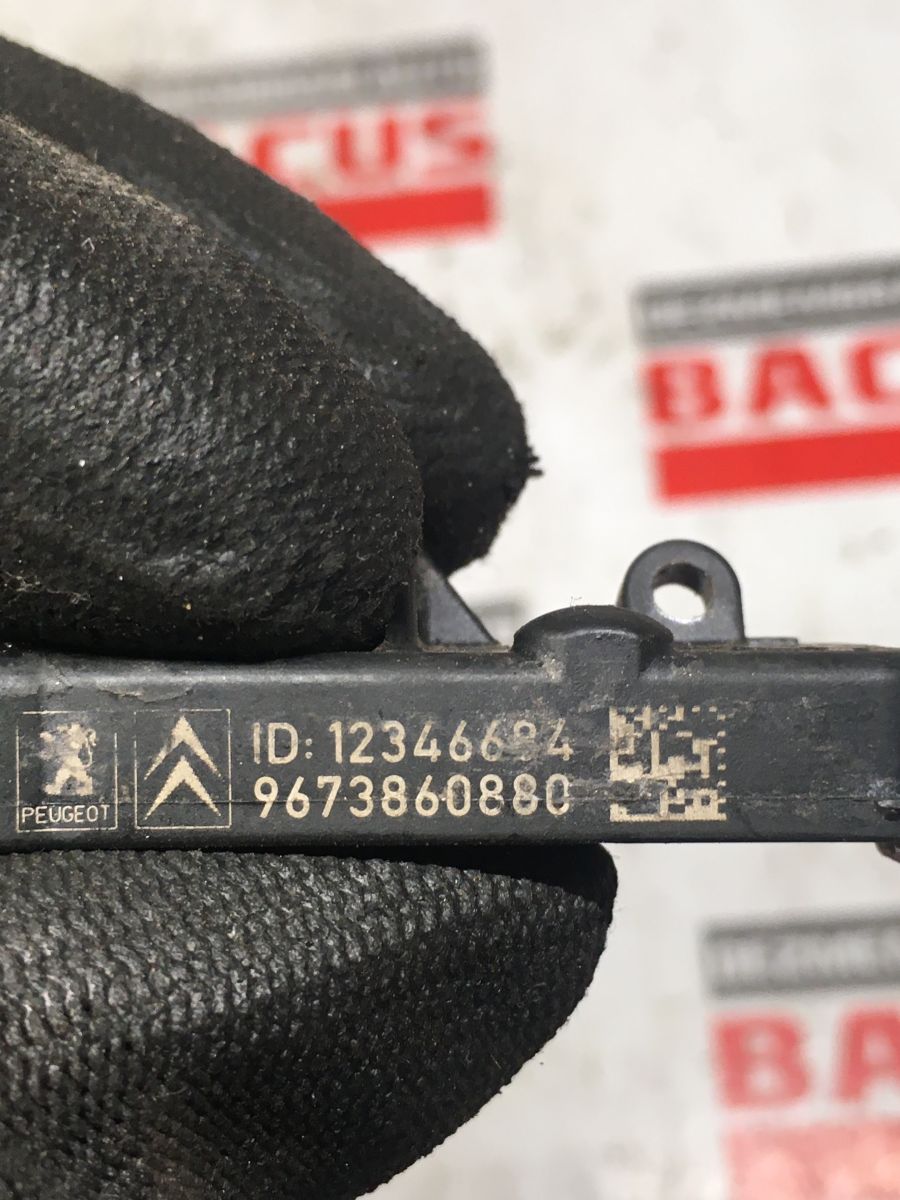 CUS
BAC
PEUGEOT
ID: 12346684
9673860880
BA